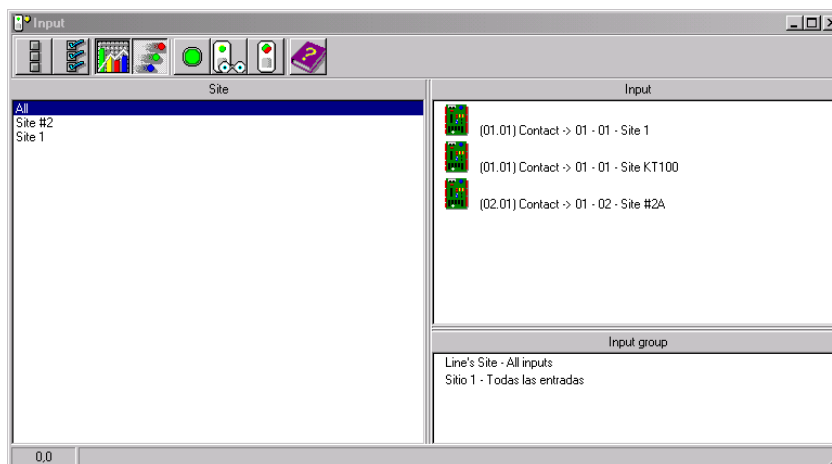 Input
Site
Input
All
Site #2
Site 1
(01.01) Contact -> 01 - 01 - Site 1
(01.01) Contact -> 01 - 01 - Site KT100
(02.01) Contact -> 01 - 02 - Site #2A
Input group
Line's Site - All inputs
Sitio 1 - Todas las entradas
0,0